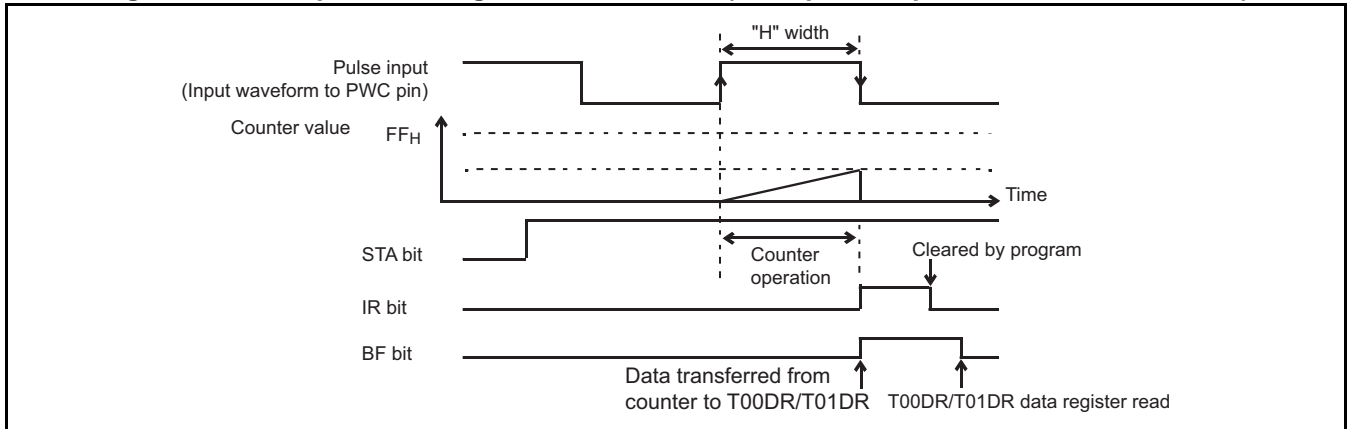 "H" width
Pulse input
(Input waveform to PWC pin)
Counter value
FFH
Time
STA bit
Counter
operation
Cleared by program
IR bit
BF bit
Data transferred from
counter to T00DR/T01DR
T00DR/T01DR data register read